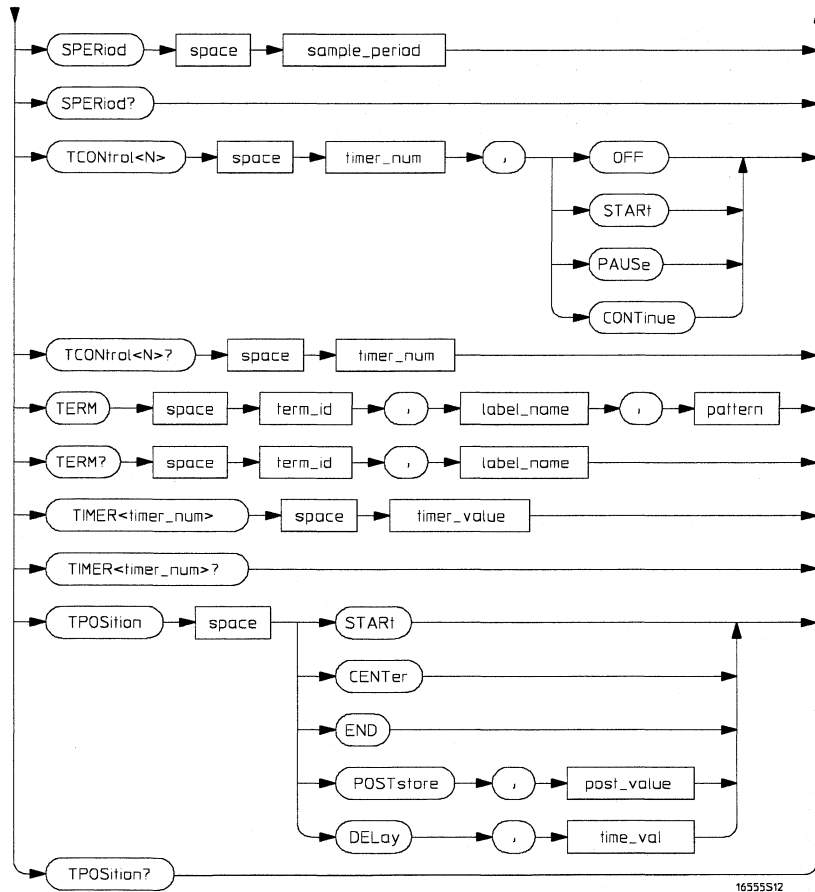 SPERiod space sample_period
SPERiod?
TCONtrol<N> space timer_num , OFF
STARt
PAUSe
CONTinue
TCONtrol<N>? space timer_num
TERM space term_id , label_name , pattern
TERM? space term_id , label_name
TIMER<timer_num> space timer_value
TIMER<timer_num>?
TPOSition space STARt
CENTer
END
POSTstore , post_value
DELay , time_val
TPOSition?
16555S12